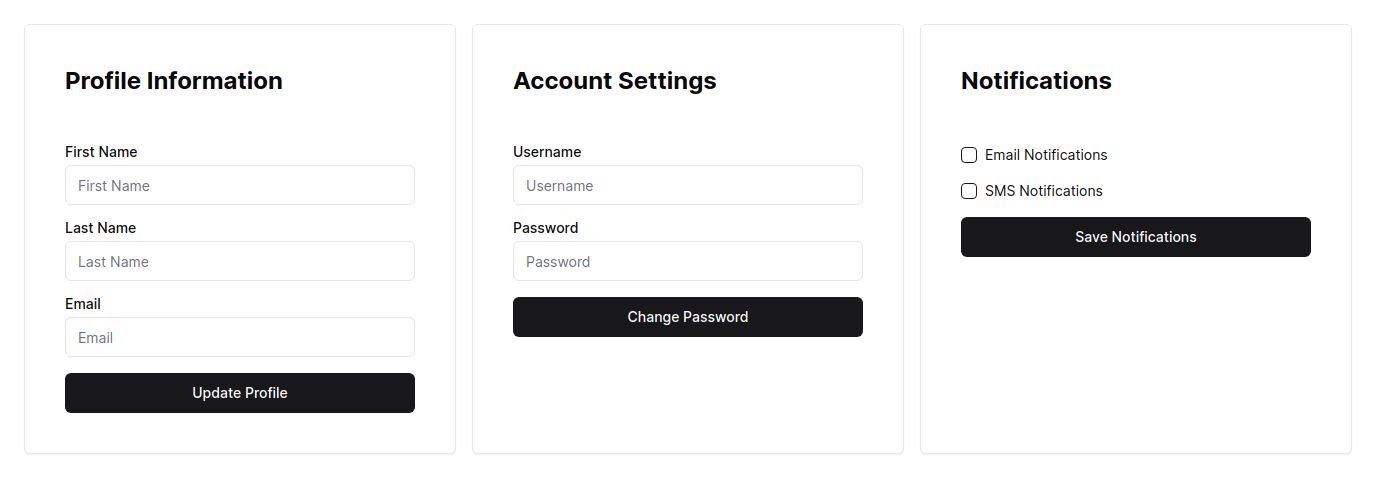 Profile Information
First Name
First Name
Last Name
Last Name
Email
Email
Update Profile
Account Settings
Username
Username
Password
Password
Change Password
Notifications
Email Notifications
SMS Notifications
Save Notifications